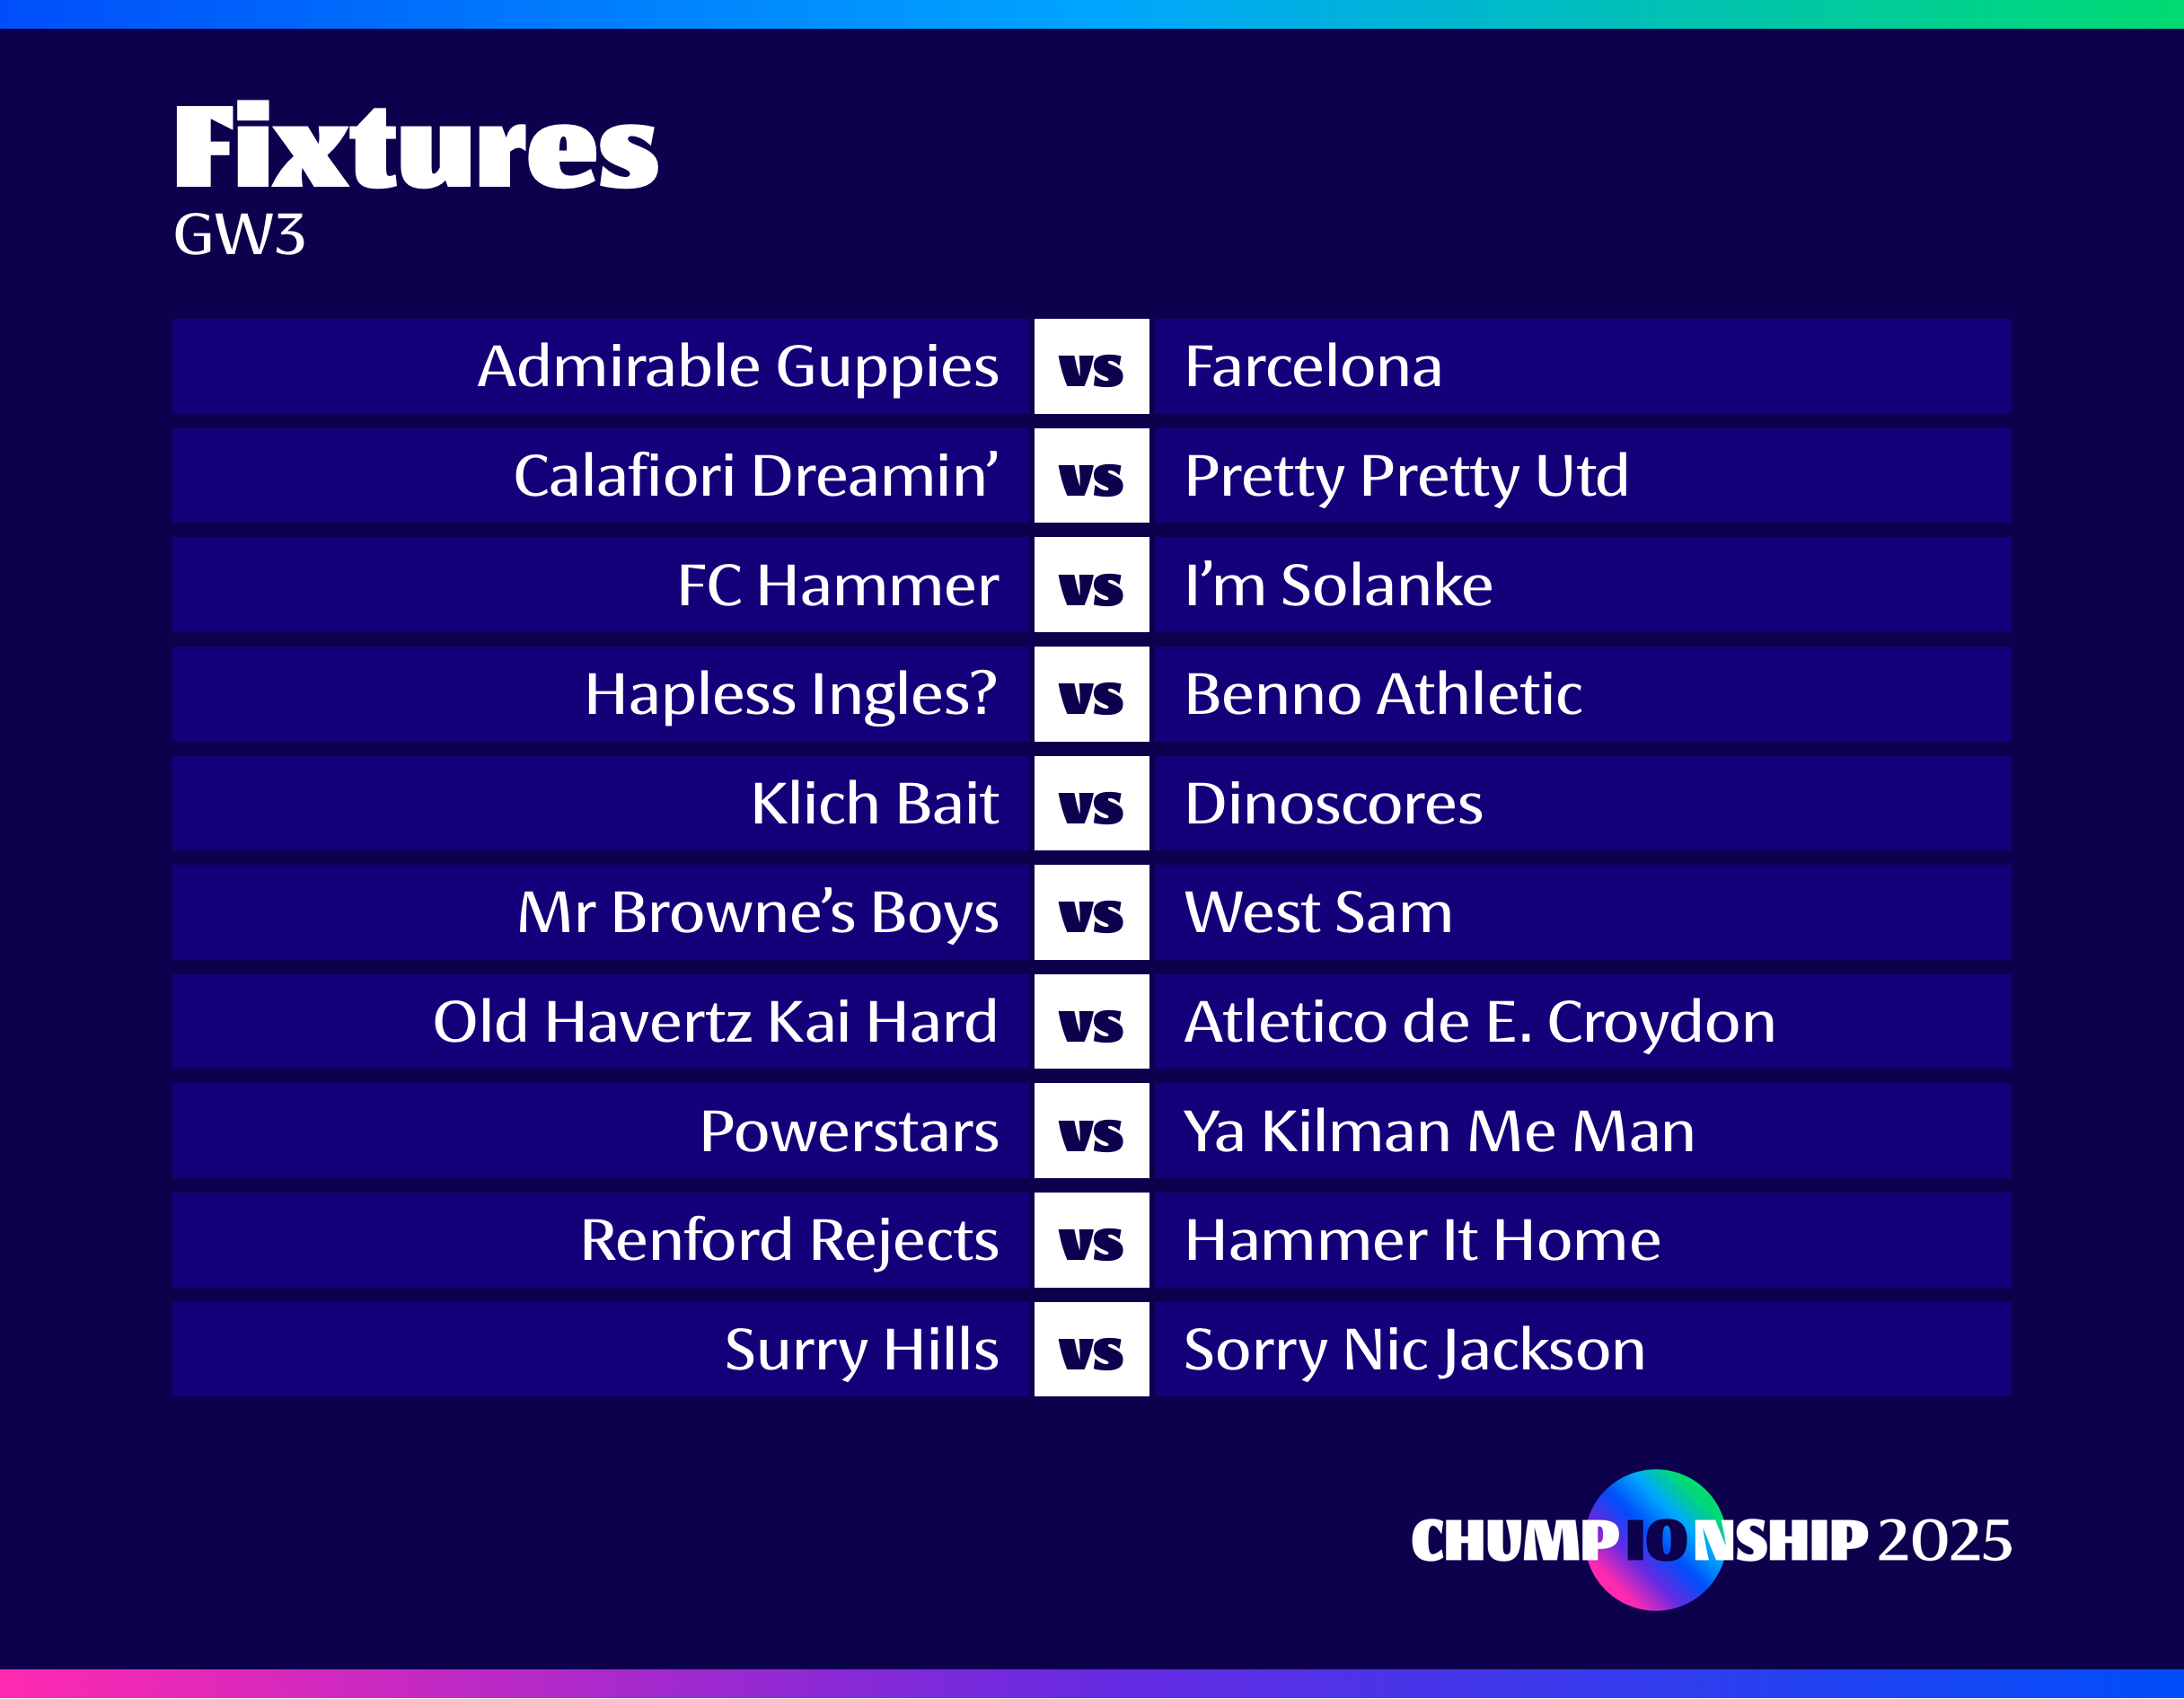 Fixtures
GW3
Admirable Guppies vs Farcelona
Calafiori Dreamin’ vs Pretty Pretty Utd
FC Hammer vs I’m Solanke
Hapless Ingles? vs Benno Athletic
Klich Bait vs Dinoscores
Mr Browne’s Boys vs West Sam
Old Havertz Kai Hard vs Atletico de E. Croydon
Powerstars vs Ya Kilman Me Man
Renford Rejects vs Hammer It Home
Surry Hills vs Sorry Nic Jackson
CHUMPIONSHIP 2025